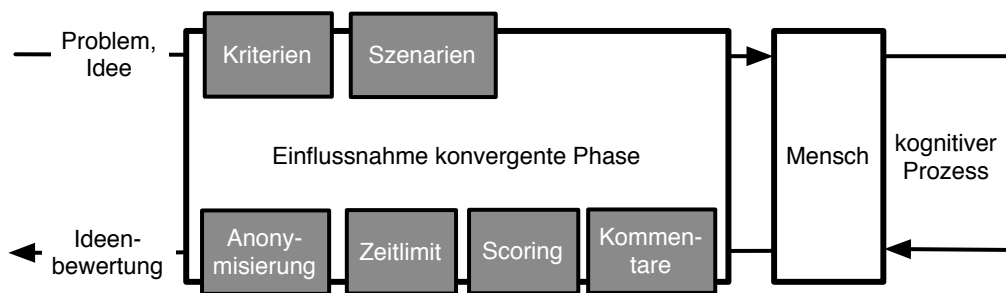 Problem,
Idee
Kriterien
Szenarien
Einflussnahme konvergente Phase
Mensch
kognitiver
Prozess
Ideen-
bewertung
Anony-
misierung
Zeitlimit
Scoring
Kommen-
tare